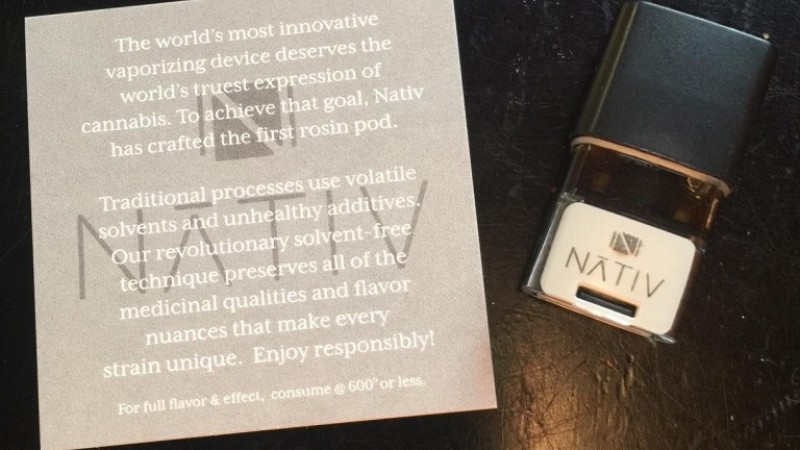 The world's most innovative
vaporizing device deserves the
world's truest expression of
cannabis. To achieve that goal, Nativ
has crafted the first rosin pod.
Traditional processes use volatile
solvents and unhealthy additives.
Our revolutionary solvent-free
technique preserves all of the
medicinal qualities and flavor
nuances that make every
strain unique. Enjoy responsibly!
For full flavor & effect, consume @ 600° or less.
NĀTIV
NĀTIV